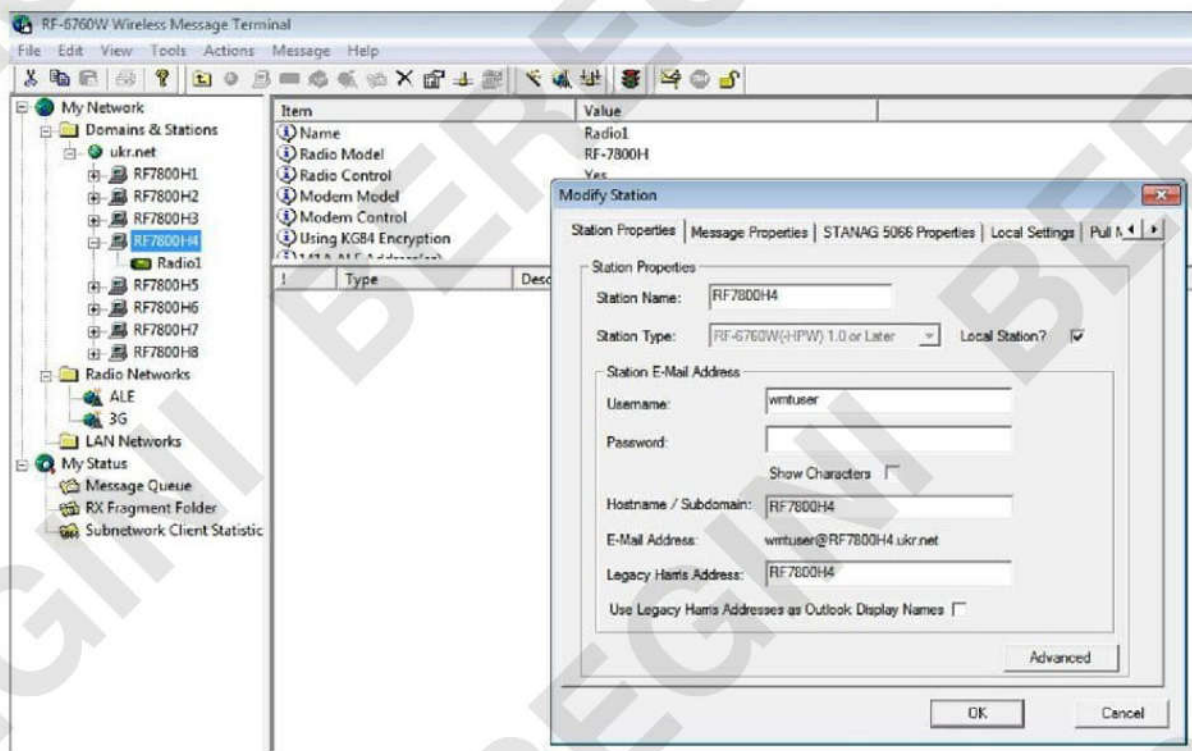 RF-6760W Wireless Message Terminal
File Edit View Tools Actions Message Help
My Network
Domains & Stations
ukr.net
RF7800H1
RF7800H2
RF7800H3
RF7800H4
Radio1
RF7800H5
RF7800H6
RF7800H7
RF7800H8
Radio Networks
ALE
3G
LAN Networks
My Status
Message Queue
RX Fragment Folder
Subnetwork Client Statistic
Item Value
Name Radio1
Radio Model RF-7800H
Radio Control Yes
Modem Model
Modem Control
Using KG84 Encryption
! Type Desc
Modify Station
Station Properties Message Properties STANAG 5066 Properties Local Settings Pull
Station Properties
Station Name: RF7800H4
Station Type: RF-6760W(-HPW) 1.0 or Later Local Station?
Station E-Mail Address
Username: wmtuser
Password:
Show Characters
Hostname / Subdomain: RF7800H4
E-Mail Address: wmtuser@RF7800H4.ukr.net
Legacy Harris Address: RF7800H4
Use Legacy Harris Addresses as Outlook Display Names
Advanced
OK Cancel
BEREGINI